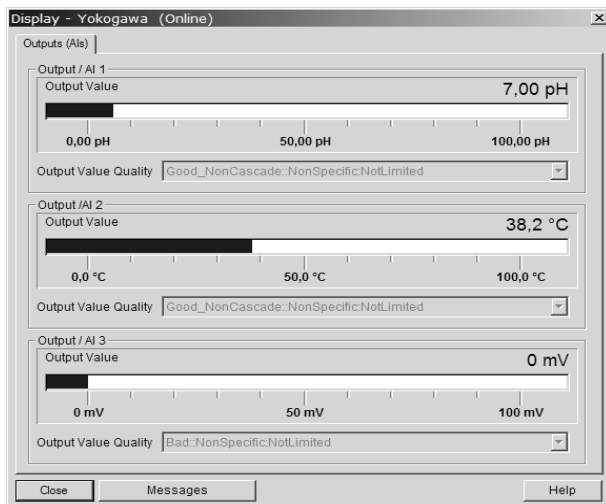 Display - Yokogawa (Online)
Outputs (AIs)
Output / AI 1
Output Value 7,00 pH
0,00 pH 50,00 pH 100,00 pH
Output Value Quality Good_NonCascade::NonSpecific:NotLimited
Output /AI 2
Output Value 38,2 °C
0,0 °C 50,0 °C 100,0 °C
Output Value Quality Good_NonCascade::NonSpecific:NotLimited
Output / AI 3
Output Value 0 mV
0 mV 50 mV 100 mV
Output Value Quality Bad::NonSpecific:NotLimited
Close Messages Help